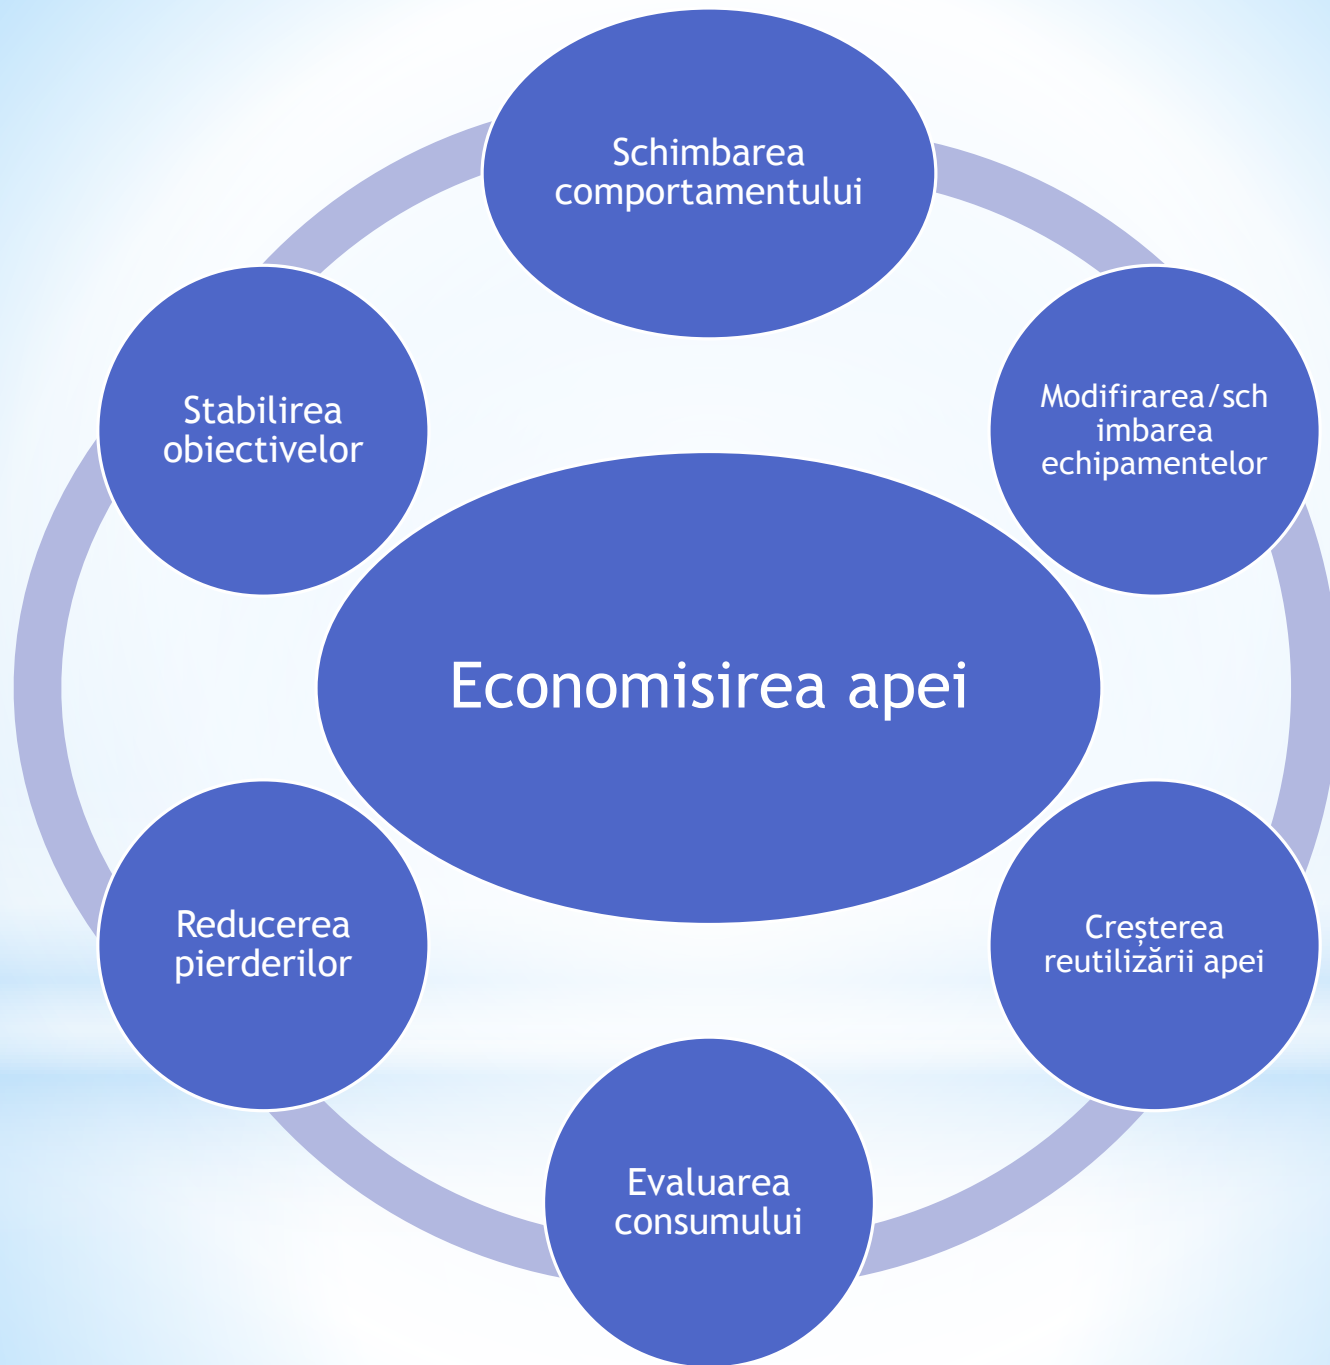 Schimbarea
comportamentului
Stabilirea
obiectivelor
Modifirarea/sch
imbarea
echipamentelor
Economisirea apei
Reducerea
pierderilor
Creșterea
reutilizării apei
Evaluarea
consumului